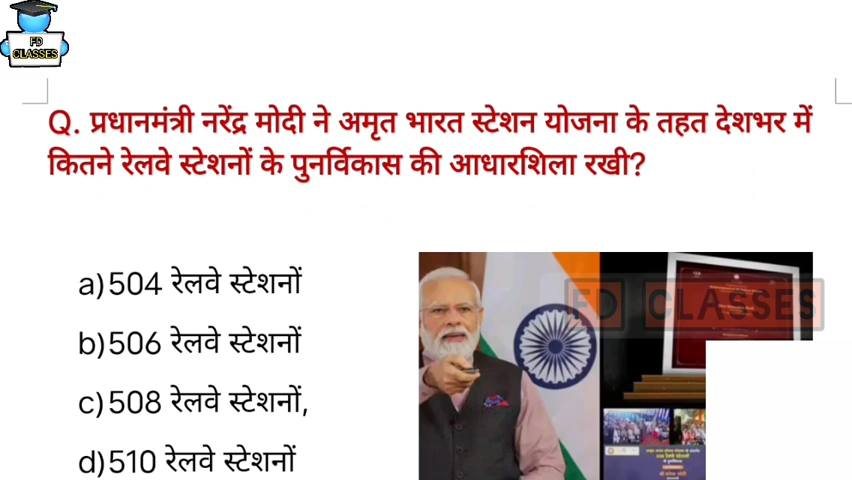 FD
CLASSES
Q. प्रधानमंत्री नरेंद्र मोदी ने अमृत भारत स्टेशन योजना के तहत देशभर में
कितने रेलवे स्टेशनों के पुनर्विकास की आधारशिला रखी?
a)504 रेलवे स्टेशनों
b)506 रेलवे स्टेशनों
c)508 रेलवे स्टेशनों,
d)510 रेलवे स्टेशनों
FD CLASSES